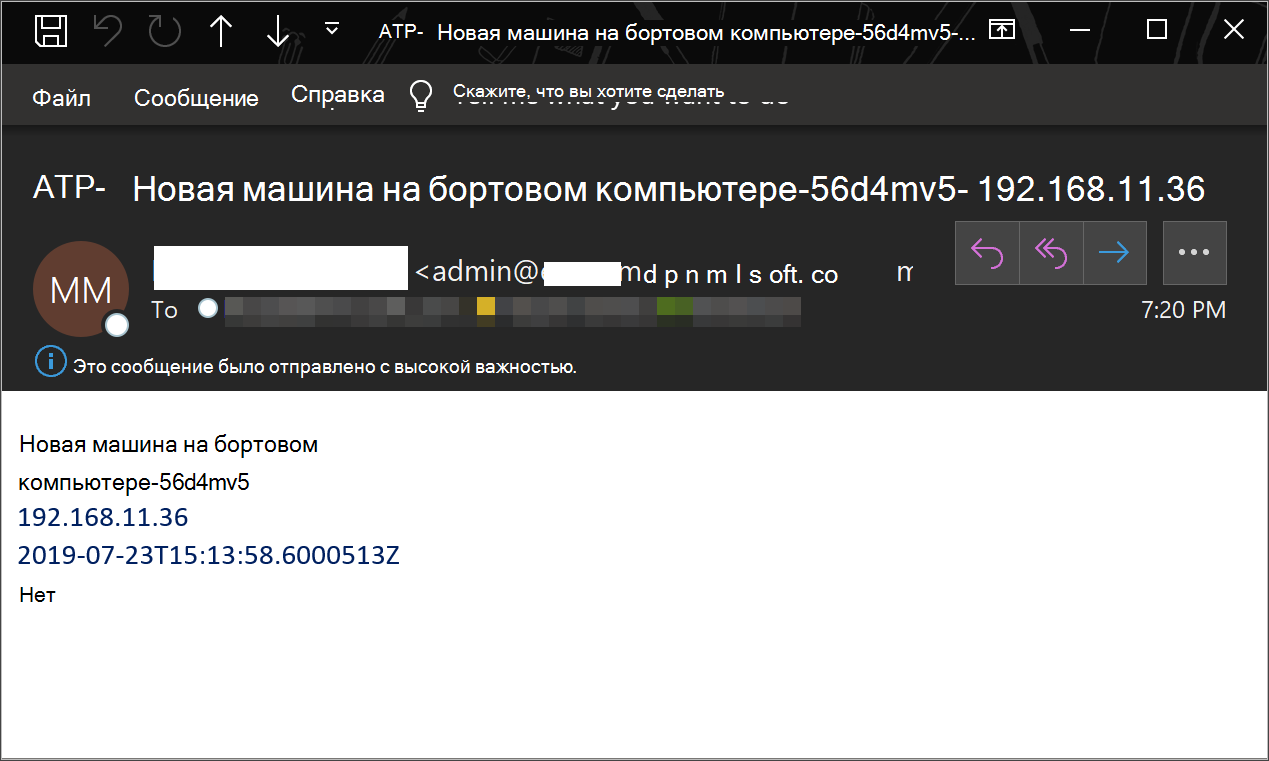 ATP- Новая машина на бортовом компьютере-56d4mv5-...
Файл Сообщение Справка Скажите, что вы хотите сделать
ATP- Новая машина на бортовом компьютере-56d4mv5- 192.168.11.36
MM
<admin@ d p n m l s oft. co m
To
7:20 PM
Это сообщение было отправлено с высокой важностью.
Новая машина на бортовом
компьютере-56d4mv5
192.168.11.36
2019-07-23T15:13:58.6000513Z
Нет